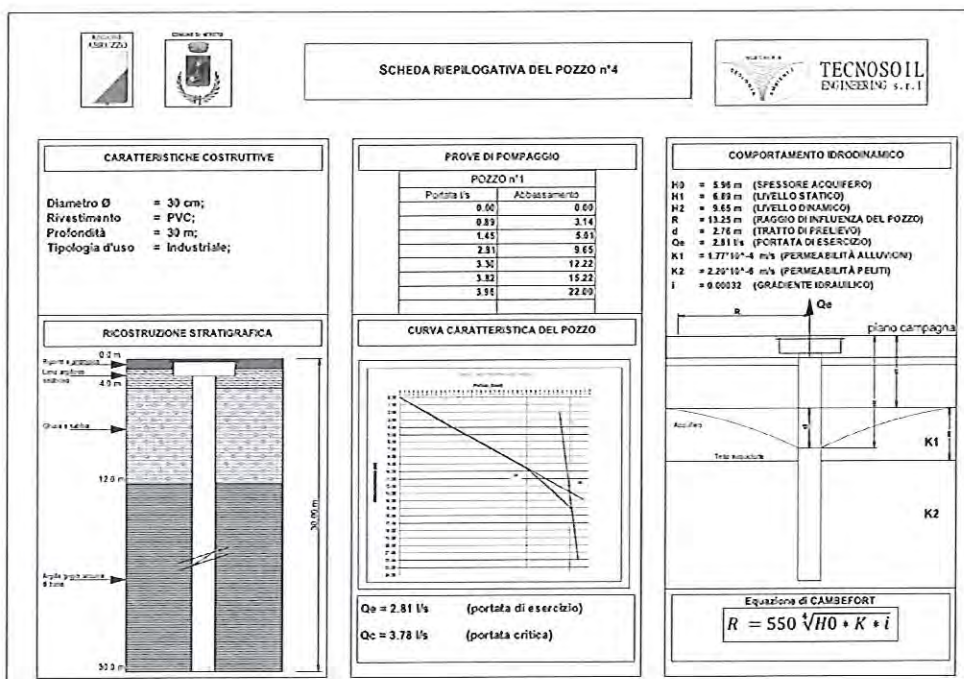 REGIONE
ABRUZZO
SCHEDA RIEPILOGATIVA DEL POZZO n°4
TECNOSOIL
ENGINEERING s.r.l
CARATTERISTICHE COSTRUTTIVE
Diametro Ø = 30 cm;
Rivestimento = PVC;
Profondità = 30 m;
Tipologia d'uso = Industriale;
RICOSTRUZIONE STRATIGRAFICA
0.0 m
4.0 m
Ghiaia e sabbia
12.0 m
30.00 m
30.0 m
PROVE DI POMPAGGIO
POZZO n°1
Portata l/s Abbassamento
0.00 0.00
0.89 3.14
1.45 5.01
2.81 9.65
3.30 12.22
3.82 15.22
3.96 22.00
CURVA CARATTERISTICA DEL POZZO
Qe = 2.81 l/s (portata di esercizio)
Qc = 3.78 l/s (portata critica)
COMPORTAMENTO IDRODINAMICO
H0 = 5.96 m (SPESSORE ACQUIFERO)
H1 = 6.89 m (LIVELLO STATICO)
H2 = 9.65 m (LIVELLO DINAMICO)
R = 13.25 m (RAGGIO DI INFLUENZA DEL POZZO)
d = 2.76 m (TRATTO DI PRELIEVO)
Qe = 2.81 l/s (PORTATA DI ESERCIZIO)
K1 = 1.77*10^-4 m/s (PERMEABILITÀ ALLUVIONI)
K2 = 2.20*10^-6 m/s (PERMEABILITÀ PELITI)
i = 0.00032 (GRADIENTE IDRAULICO)
Qe
R
piano campagna
d
Acquifero
K1
K2
Equazione di CAMBEFORT
R = 550 ∜H0 * K * i